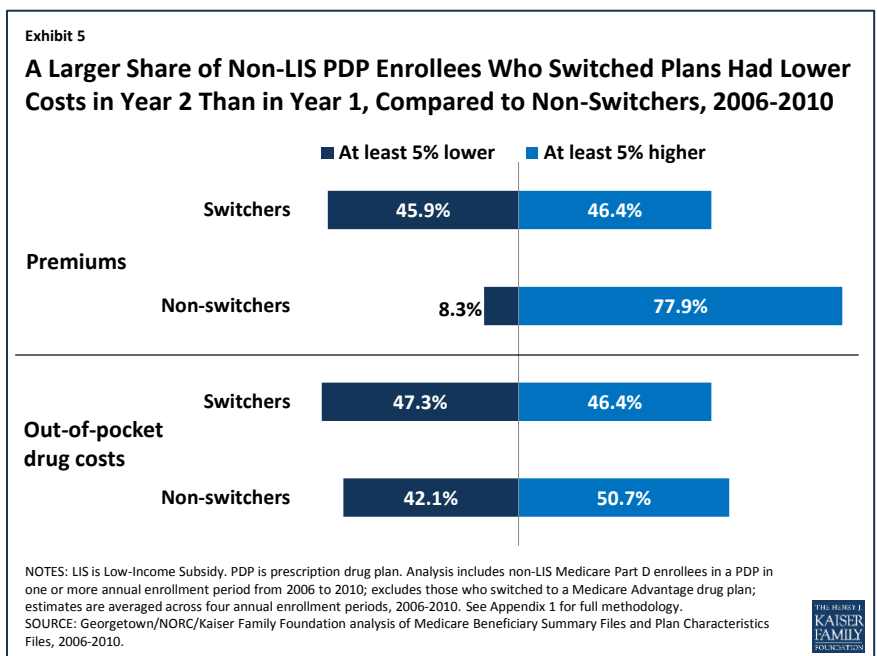 Exhibit 5
A Larger Share of Non-LIS PDP Enrollees Who Switched Plans Had Lower
Costs in Year 2 Than in Year 1, Compared to Non-Switchers, 2006-2010
At least 5% lower
At least 5% higher
Switchers
45.9%
46.4%
Premiums
Non-switchers
8.3%
77.9%
Switchers
47.3%
46.4%
Out-of-pocket
drug costs
Non-switchers
42.1%
50.7%
NOTES: LIS is Low-Income Subsidy. PDP is prescription drug plan. Analysis includes non-LIS Medicare Part D enrollees in a PDP in
one or more annual enrollment period from 2006 to 2010; excludes those who switched to a Medicare Advantage drug plan;
estimates are averaged across four annual enrollment periods, 2006-2010. See Appendix 1 for full methodology.
SOURCE: Georgetown/NORC/Kaiser Family Foundation analysis of Medicare Beneficiary Summary Files and Plan Characteristics
Files, 2006-2010.
THE HENRY J
KAISER
FAMILY
FOUNDATION